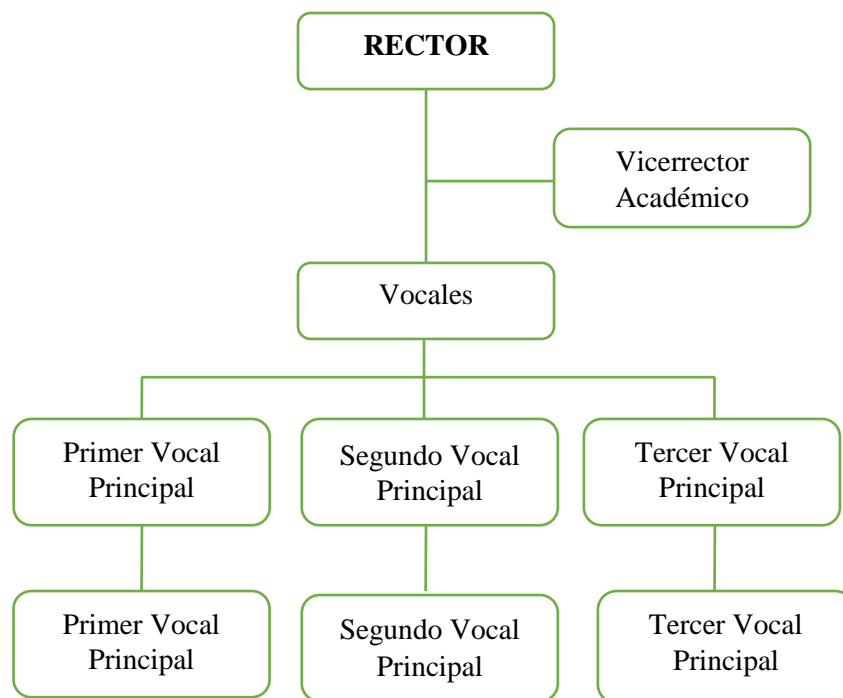 RECTOR
Vicerrector
Académico
Vocales
Primer Vocal
Principal
Segundo Vocal
Principal
Tercer Vocal
Principal
Primer Vocal
Principal
Segundo Vocal
Principal
Tercer Vocal
Principal